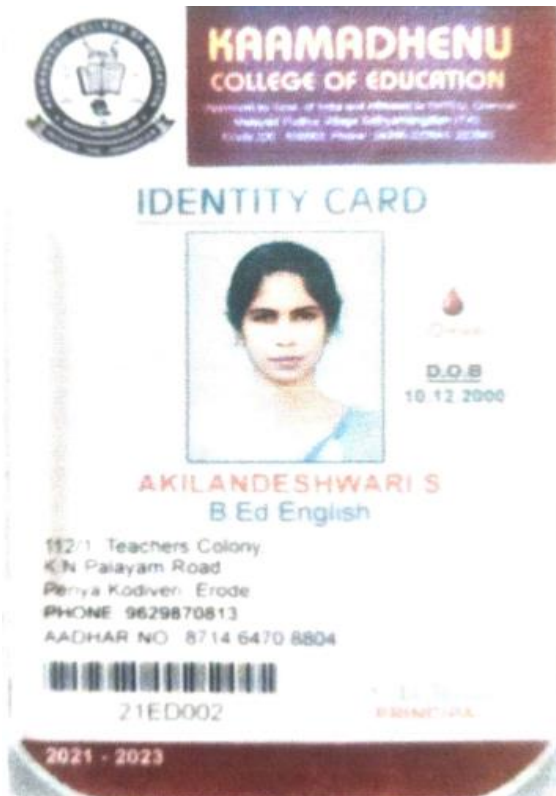 KAAMADHENU
COLLEGE OF EDUCATION
IDENTITY CARD
D.O.B
10.12.2000
AKILANDESHWARI S
B.Ed English
112/1, Teachers Colony,
K.N.Palayam Road
Periya Kodiveri, Erode
PHONE 9629870813
AADHAR NO 8714 6470 8804
21ED002
PRINCIPAL
2021 - 2023